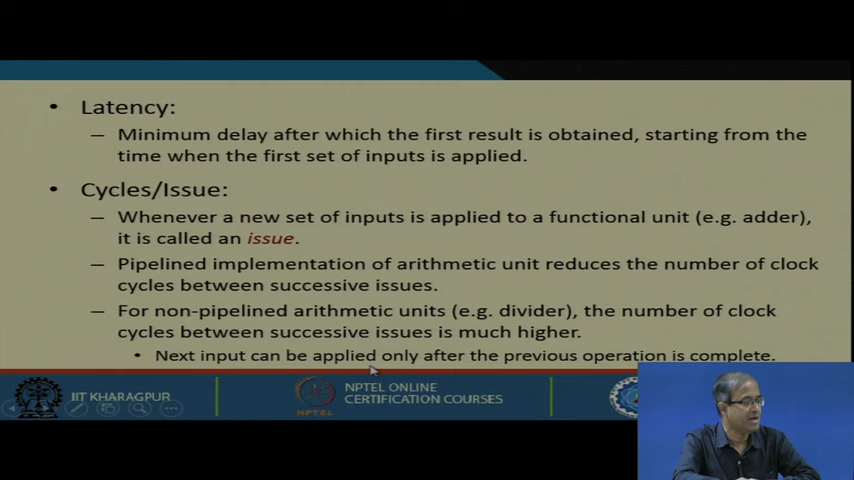 • Latency:
– Minimum delay after which the first result is obtained, starting from the
time when the first set of inputs is applied.
• Cycles/Issue:
– Whenever a new set of inputs is applied to a functional unit (e.g. adder),
it is called an issue.
– Pipelined implementation of arithmetic unit reduces the number of clock
cycles between successive issues.
– For non-pipelined arithmetic units (e.g. divider), the number of clock
cycles between successive issues is much higher.
• Next input can be applied only after the previous operation is complete.
IIT KHARAGPUR
NPTEL
NPTEL ONLINE
CERTIFICATION COURSES